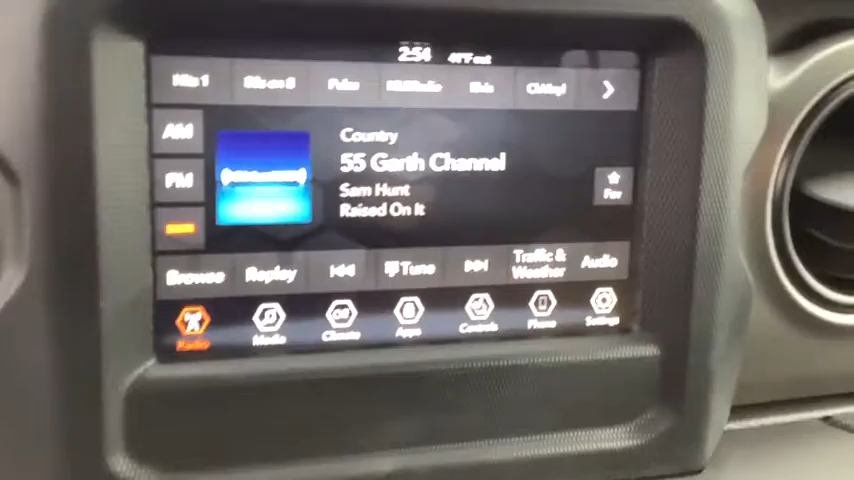 2:54
Country
AM
55 Garth Channel
FM
Sam Hunt
Raised On It
Fav
Browse
Replay
Tune
Traffic &
Weather
Audio
Radio
Media
Climate
Apps
Controls
Phone
Settings